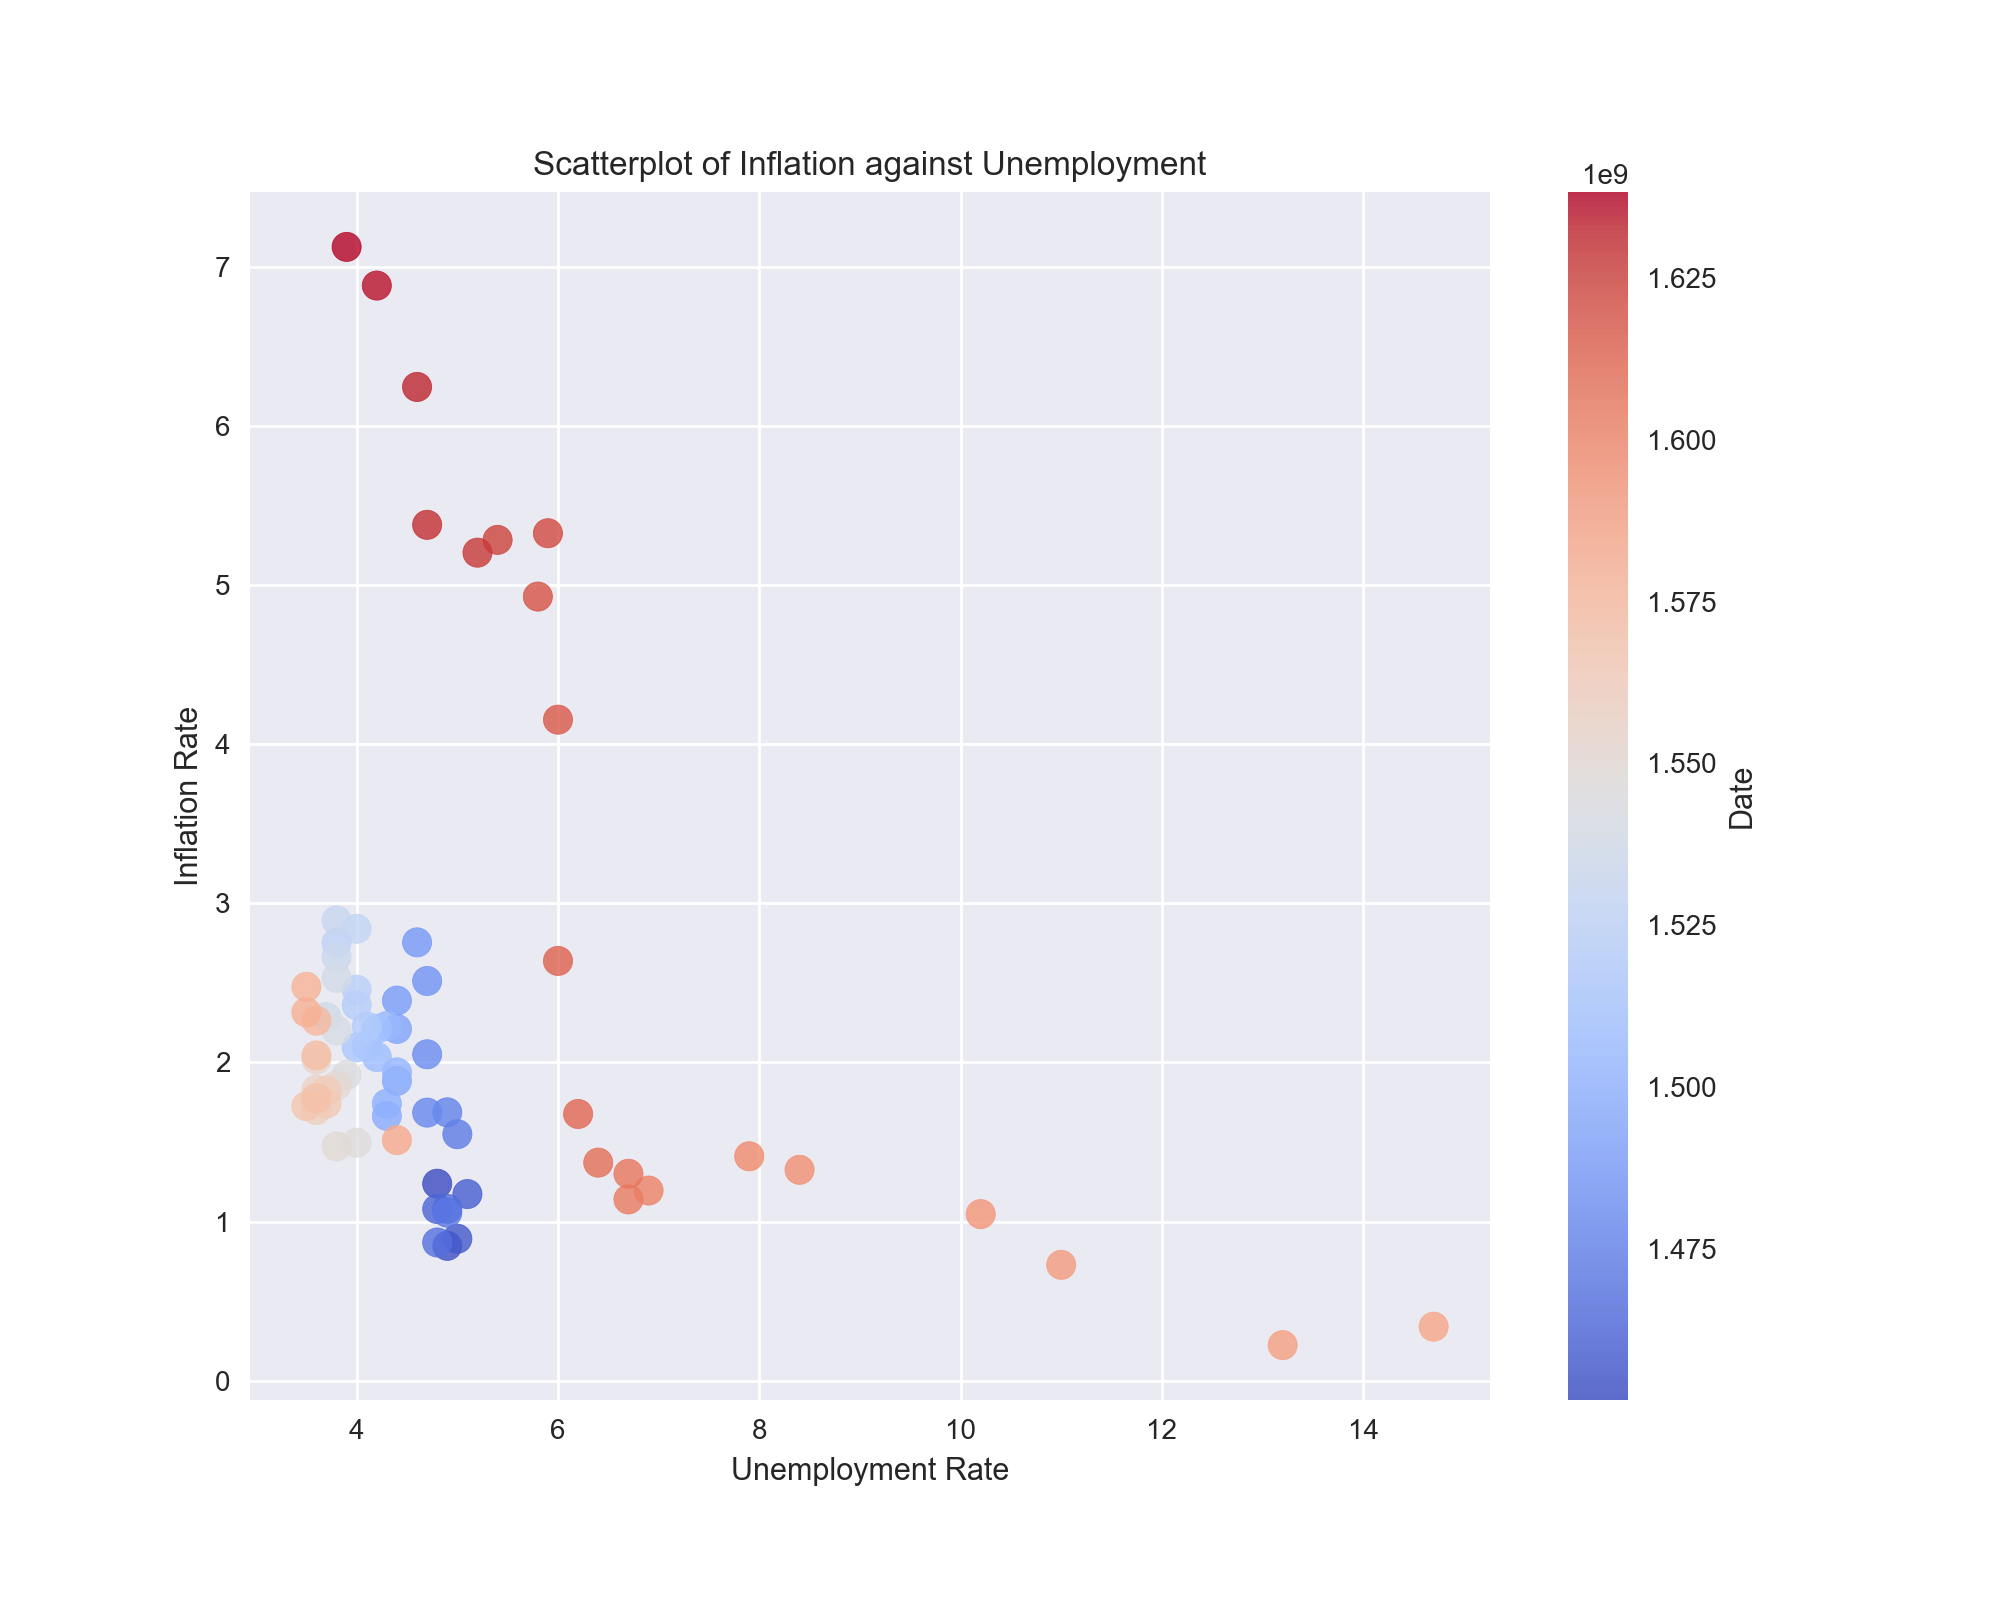 Scatterplot of Inflation against Unemployment
1e9
7
6
5
4
3
2
1
0
Inflation Rate
4 6 8 10 12 14
Unemployment Rate
1.625
1.600
1.575
1.550
1.525
1.500
1.475
Date